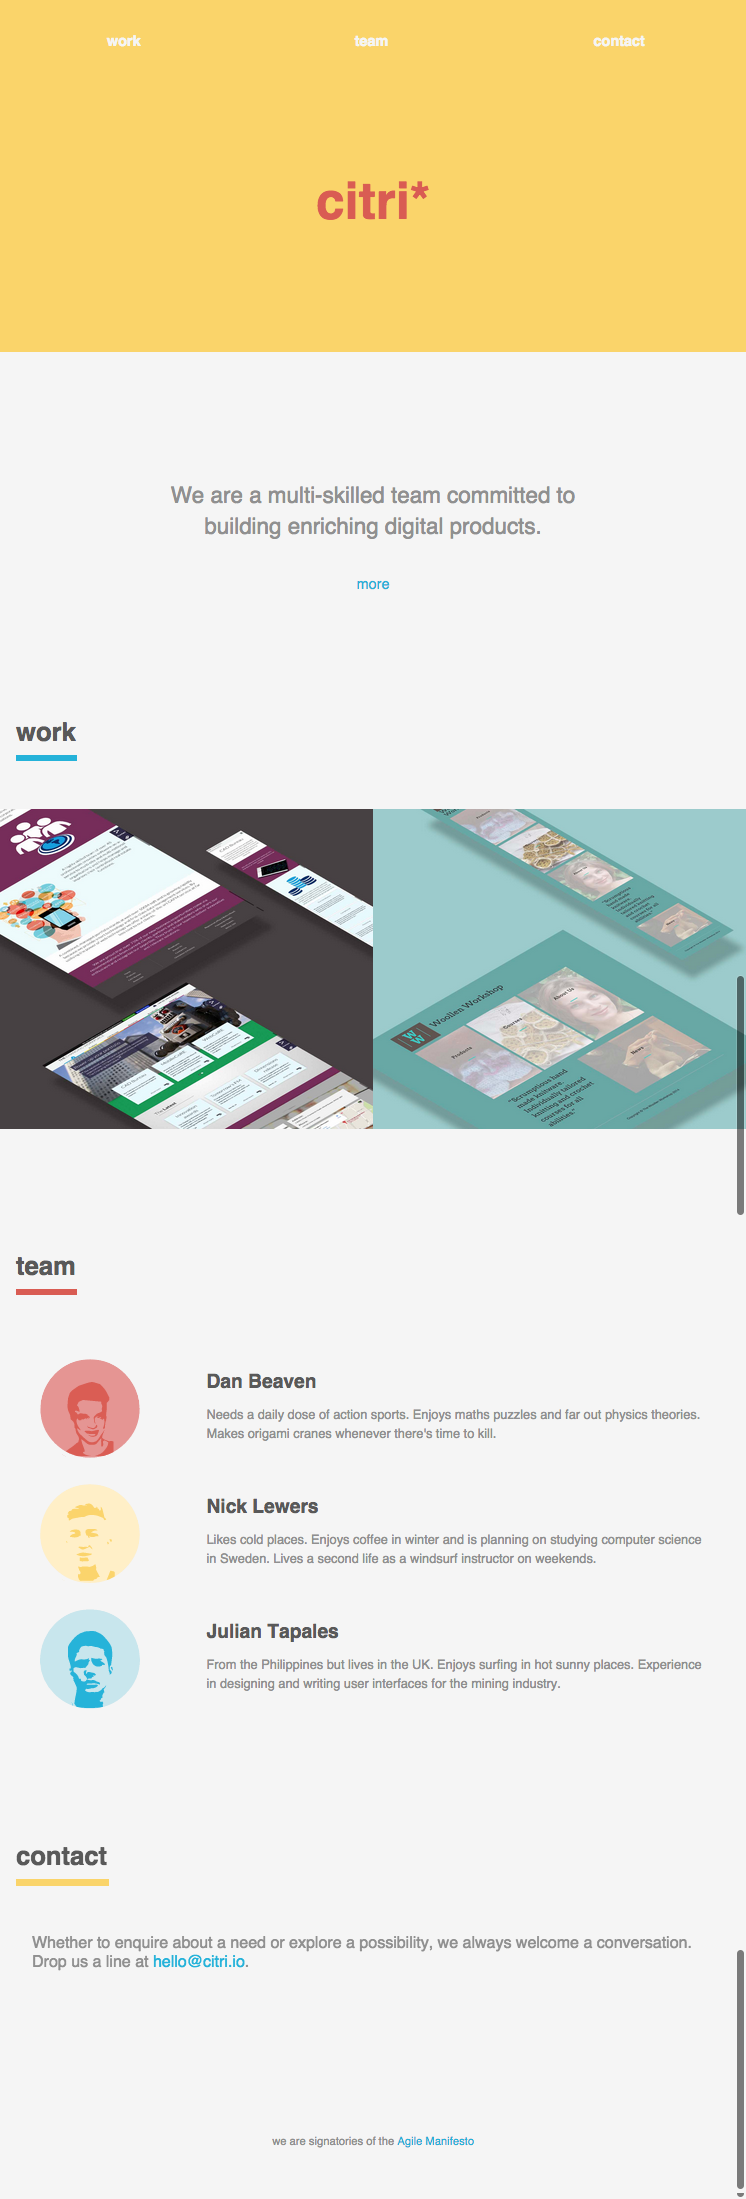 work
team
contact
citri*
We are a multi-skilled team committed to
building enriching digital products.
more
work
Woollen Workshop
Products
Courses
About Us
News
"Scrumptious hand
made knitware.
Individually tailored
knitting and crochet
courses for all
abilities."
The Latest
team
Dan Beaven
Needs a daily dose of action sports. Enjoys maths puzzles and far out physics theories.
Makes origami cranes whenever there's time to kill.
Nick Lewers
Likes cold places. Enjoys coffee in winter and is planning on studying computer science
in Sweden. Lives a second life as a windsurf instructor on weekends.
Julian Tapales
From the Philippines but lives in the UK. Enjoys surfing in hot sunny places. Experience
in designing and writing user interfaces for the mining industry.
contact
Whether to enquire about a need or explore a possibility, we always welcome a conversation.
Drop us a line at hello@citri.io.
we are signatories of the Agile Manifesto